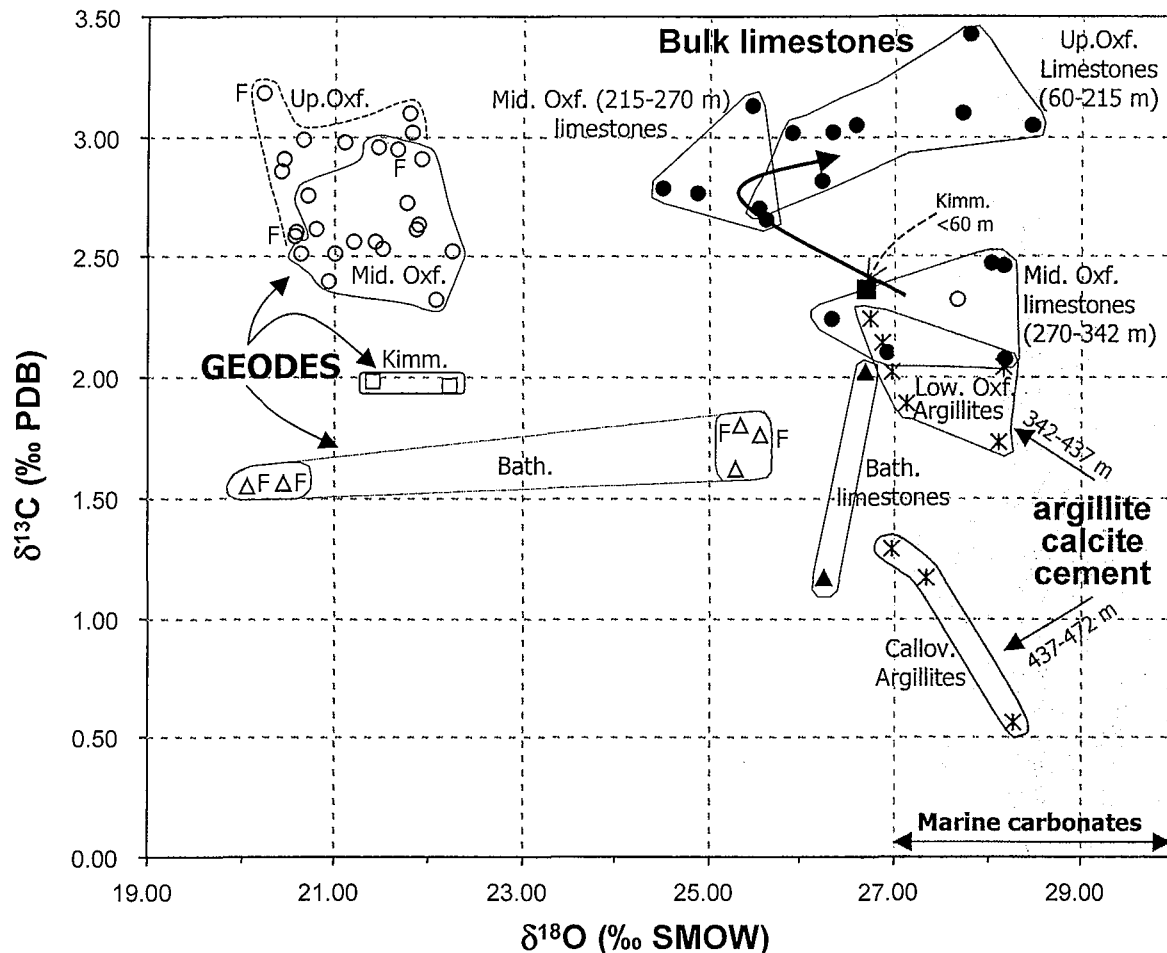 3.50
3.00
2.50
2.00
1.50
1.00
0.50
0.00
δ13C (‰ PDB)
19.00
21.00
23.00
25.00
27.00
29.00
δ18O (‰ SMOW)
Bulk limestones
Up.Oxf.
Limestones
(60-215 m)
Mid. Oxf. (215-270 m)
limestones
F
Up.Oxf.
F
F
Mid. Oxf.
Kimm.
<60 m
Mid. Oxf.
limestones
(270-342 m)
GEODES
Kimm.
Low. Oxf.
Argillites
342-437 m
F
F
Bath.
F
F
Bath.
limestones
argillite
calcite
cement
437-472 m
Callov.
Argillites
Marine carbonates